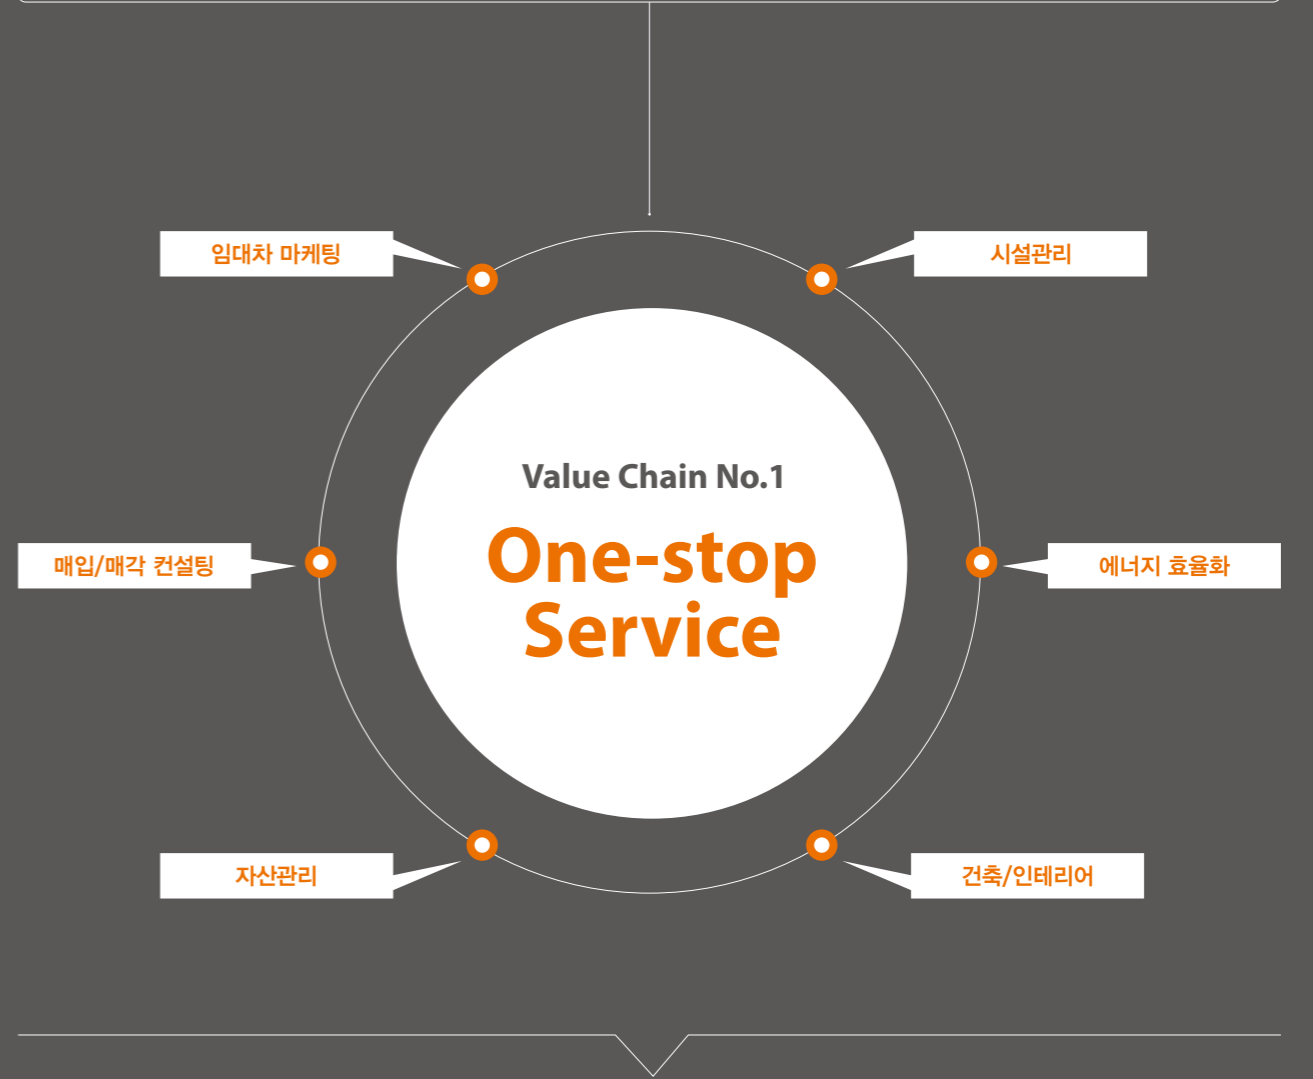 임대차 마케팅
시설관리
Value Chain No.1
One-stop
Service
매입/매각 컨설팅
에너지 효율화
자산관리
건축/인테리어